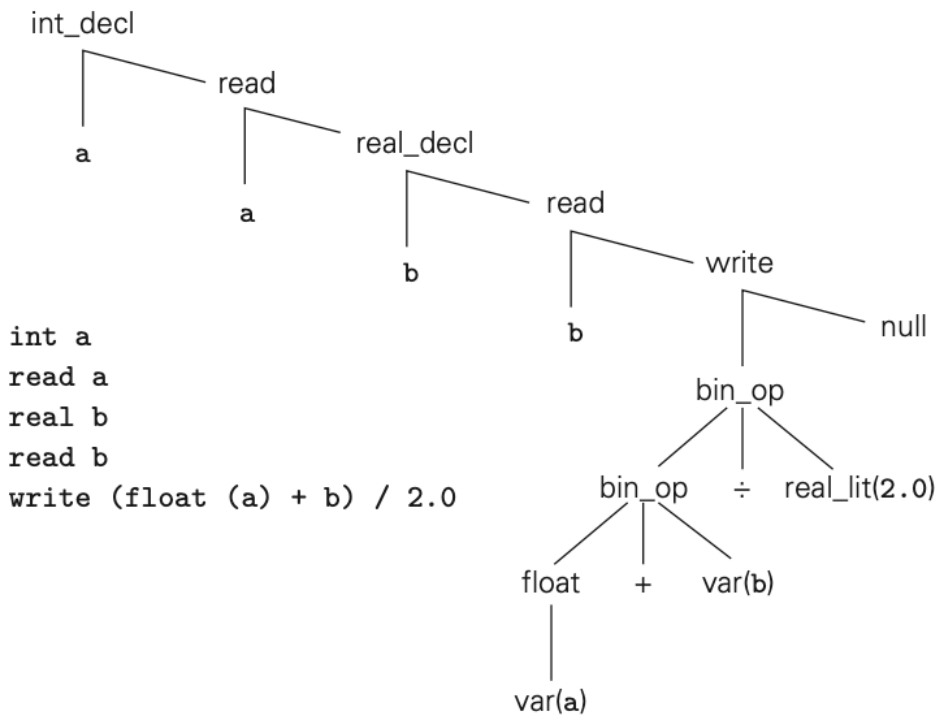 int_decl
read
a
real_decl
a
read
b
write
b
null
int a
read a
real b
read b
write (float (a) + b) / 2.0
bin_op
bin_op ÷ real_lit(2.0)
float + var(b)
var(a)